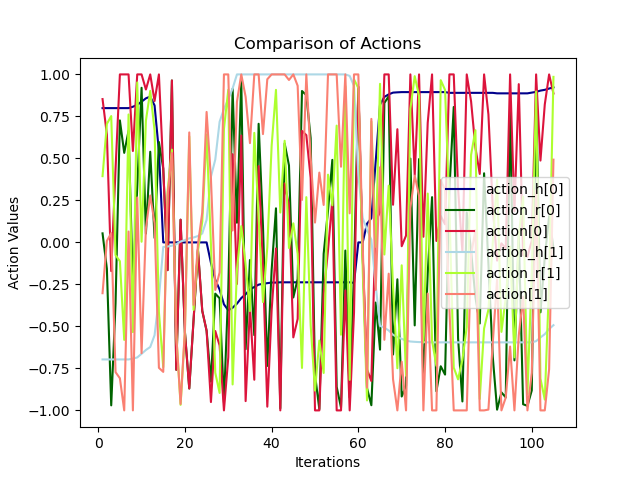 Comparison of Actions
Action Values
1.00
0.75
0.50
0.25
0.00
−0.25
−0.50
−0.75
−1.00
action_h[0]
action_r[0]
action[0]
action_h[1]
action_r[1]
action[1]
0
20
40
60
80
100
Iterations